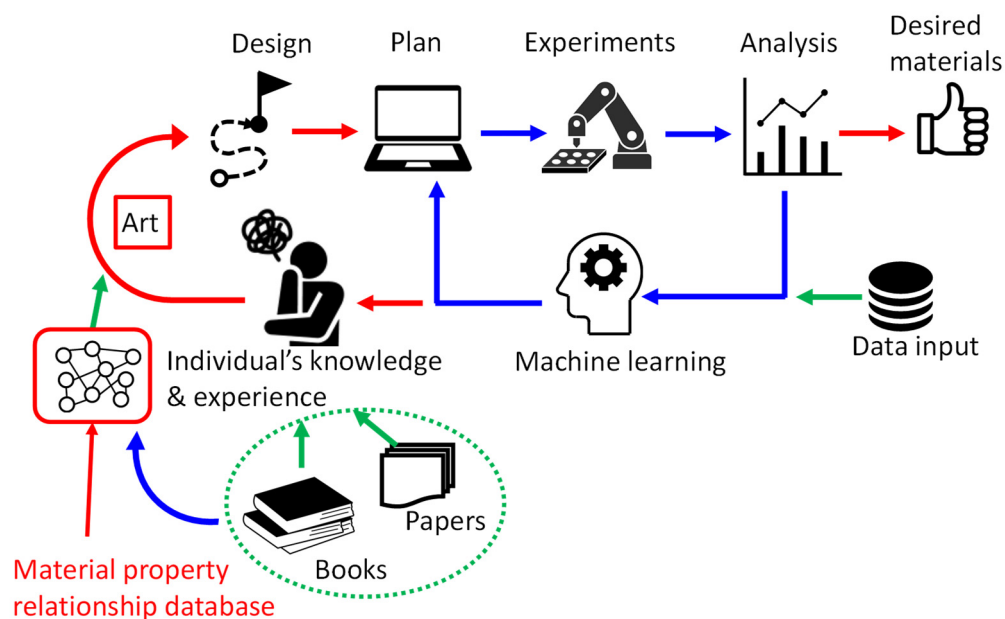 Design
Plan
Experiments
Analysis
Desired
materials
Art
Individual's knowledge
& experience
Machine learning
Data input
Papers
Books
Material property
relationship database